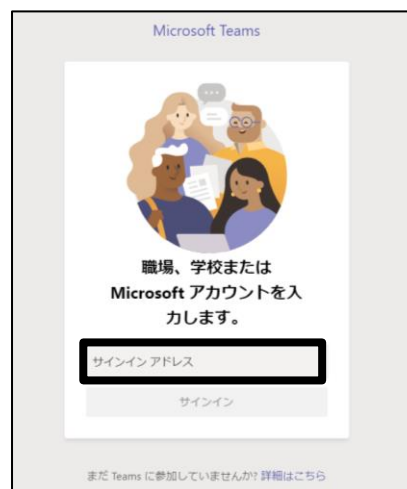 Microsoft Teams
職場、学校または
Microsoft アカウントを入
力します。
サインイン アドレス
サインイン
まだ Teams に参加していませんか? 詳細はこちら